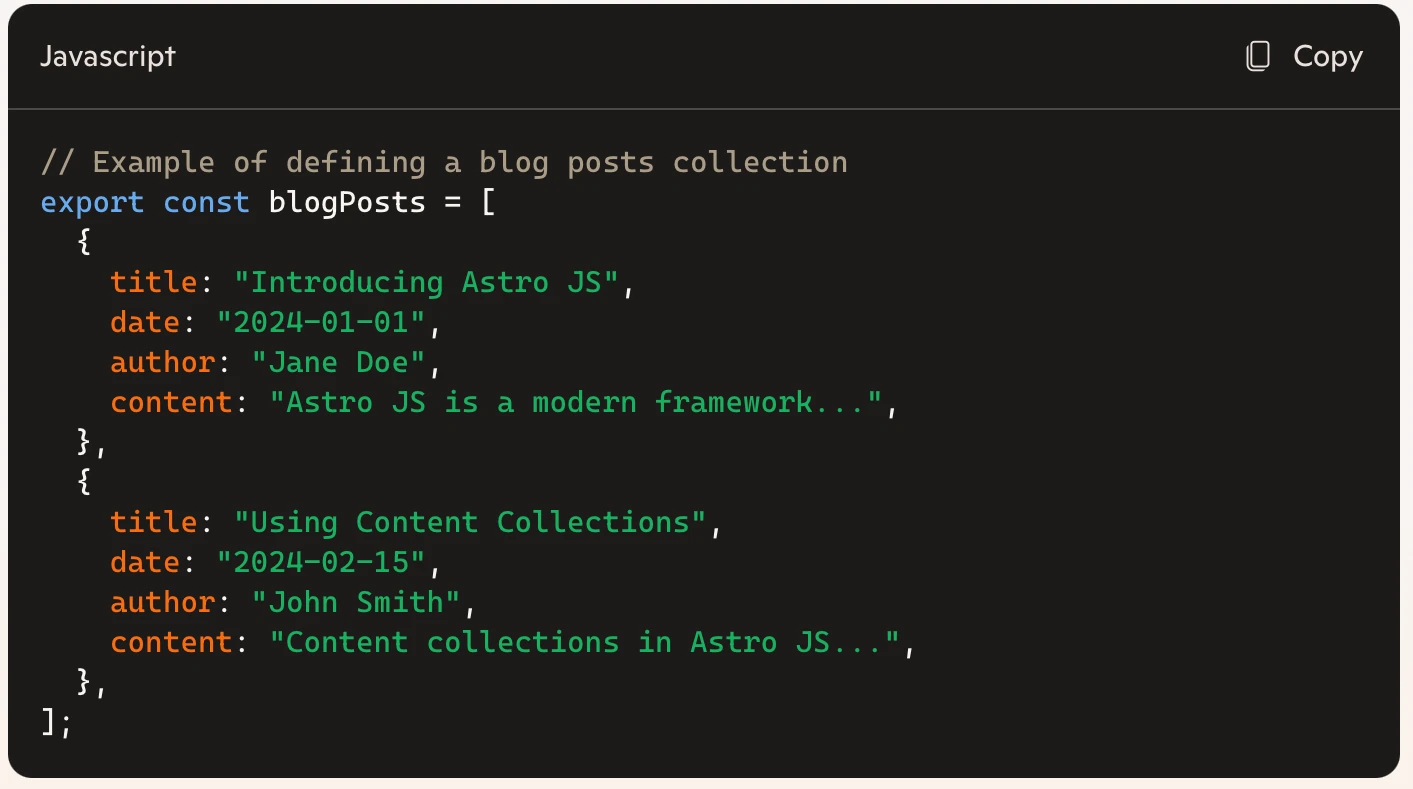 Javascript
Copy
// Example of defining a blog posts collection
export const blogPosts = [
  {
    title: "Introducing Astro JS",
    date: "2024-01-01",
    author: "Jane Doe",
    content: "Astro JS is a modern framework...",
  },
  {
    title: "Using Content Collections",
    date: "2024-02-15",
    author: "John Smith",
    content: "Content collections in Astro JS...",
  },
];